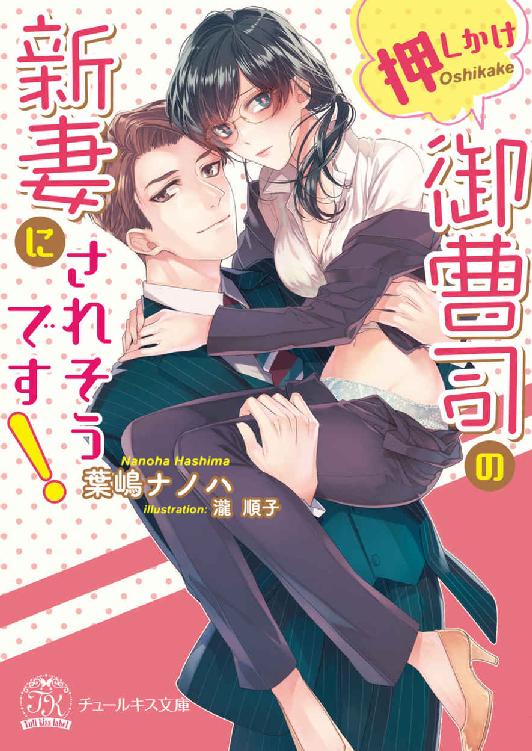 押しかけ
Oshikake
御曹司の
新妻に
されそう
です!
Nanoha Hashima
葉嶋ナノハ
illustration: 瀧 順子
TK
Tulle Kiss label
チュールキス文庫